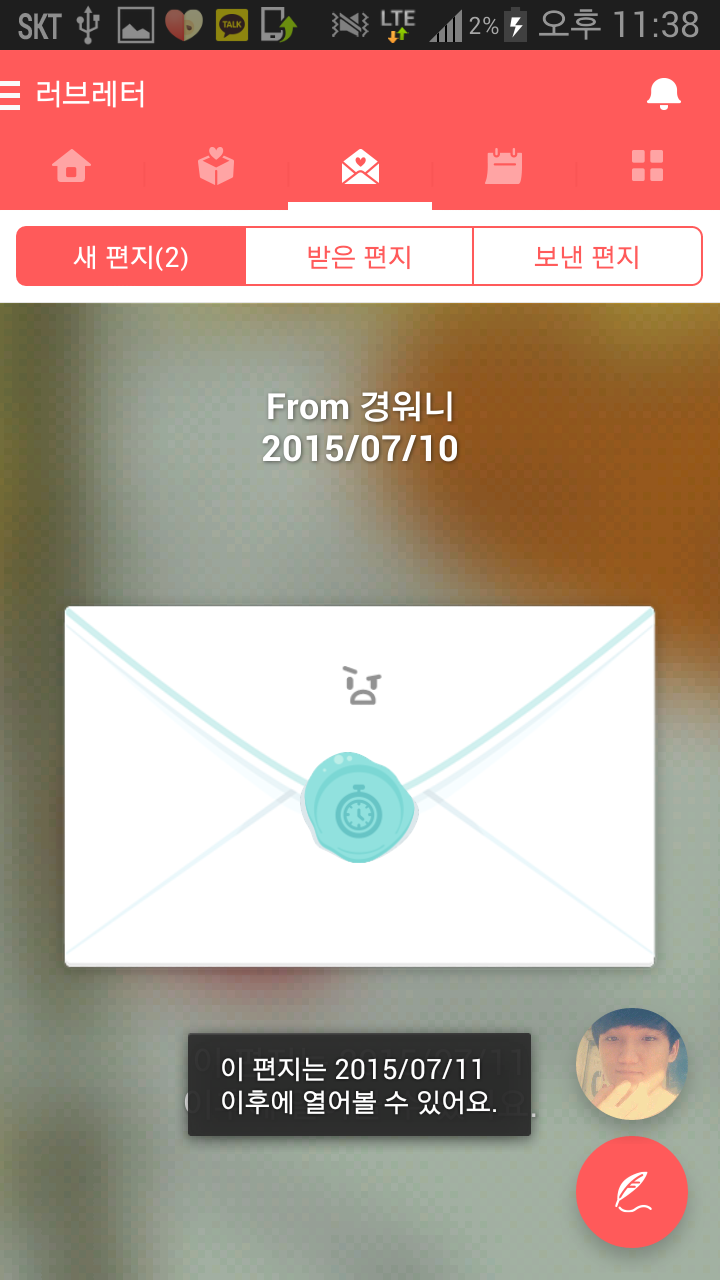 SKT TALK LTE 2% 오후 11:38
러브레터
새 편지(2) 받은 편지 보낸 편지
From 경워니
2015/07/10
이 편지는 2015/07/11
이후에 열어볼 수 있어요.